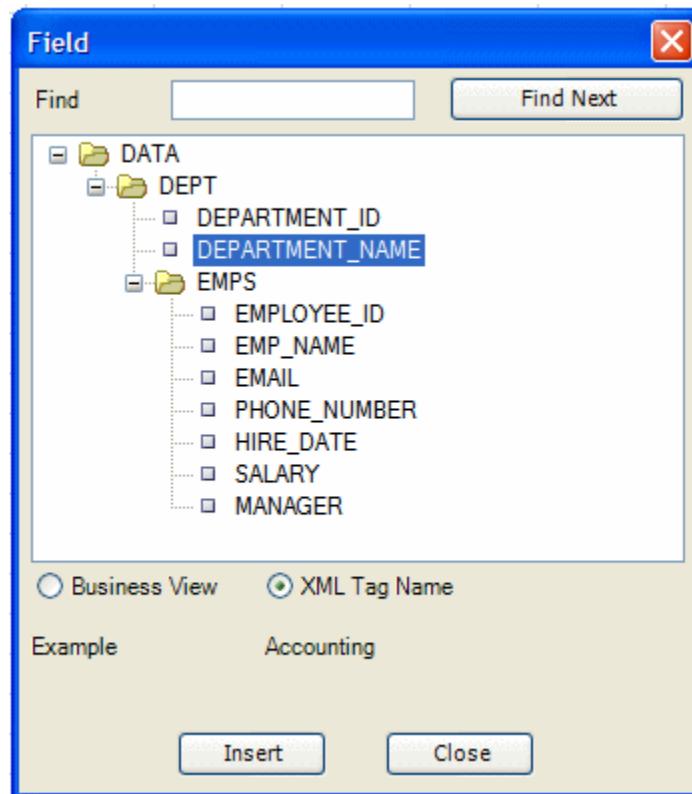 Field
Find Find Next
DATA
DEPT
DEPARTMENT_ID
DEPARTMENT_NAME
EMPS
EMPLOYEE_ID
EMP_NAME
EMAIL
PHONE_NUMBER
HIRE_DATE
SALARY
MANAGER
Business View XML Tag Name
Example Accounting
Insert Close